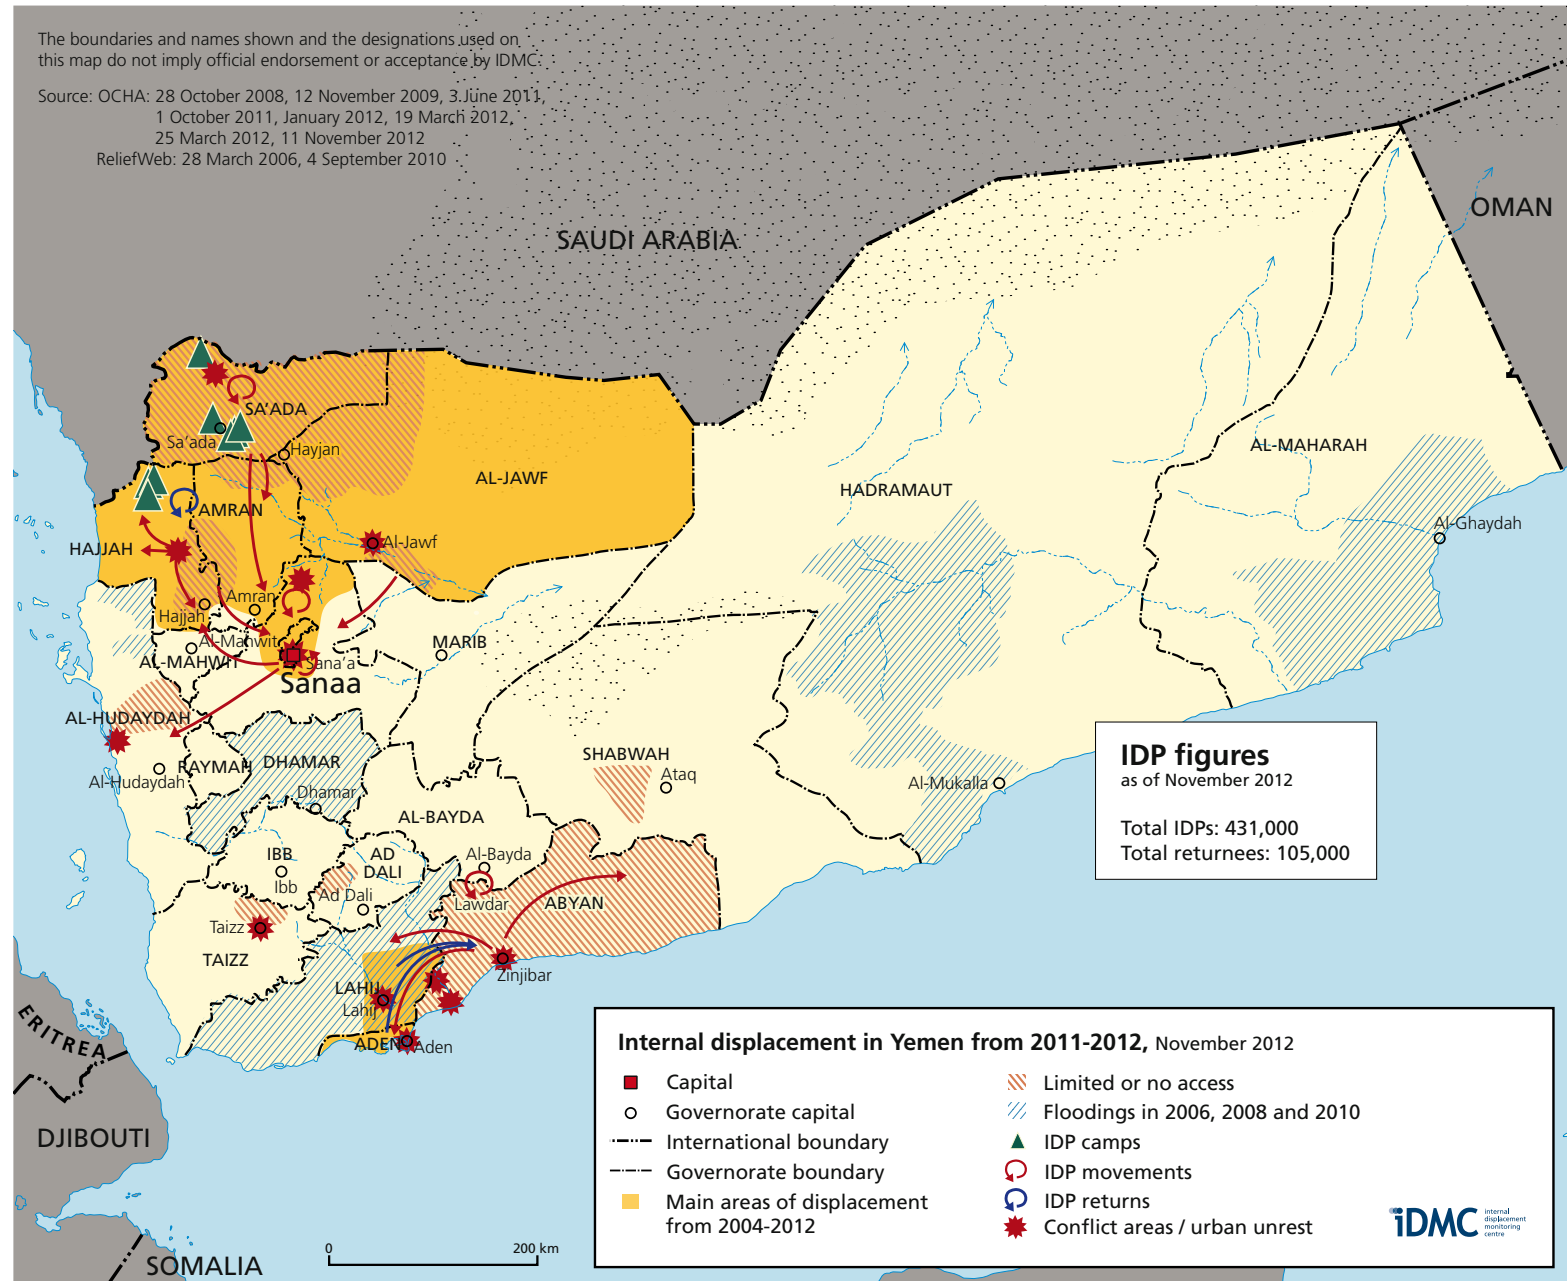 The boundaries and names shown and the designations used on
this map do not imply official endorsement or acceptance by IDMC.
Source: OCHA: 28 October 2008, 12 November 2009, 3 June 2011,
1 October 2011, January 2012, 19 March 2012,
25 March 2012, 11 November 2012
ReliefWeb: 28 March 2006, 4 September 2010
SAUDI ARABIA
OMAN
SA'ADA
Sa'ada
Hayjan
AL-JAWF
AL-MAHARAH
HADRAMAUT
AMRAN
Al-Ghaydah
HAJJAH
Al-Jawf
Amran
Hajjah
Al-Mahwit
AL-MAHWIT
MARIB
Sana'a
Sanaa
AL-HUDAYDAH
SHABWAH
RAYMAH
DHAMAR
Ataq
Al-Hudaydah
Al-Mukalla
Dhamar
AL-BAYDA
IBB
AD
DALI
Al-Bayda
Ibb
Ad Dali
Lawdar
ABYAN
Taizz
TAIZZ
Zinjibar
LAHIJ
Lahij
ADEN
Aden
ERITREA
DJIBOUTI
SOMALIA
0 200 km
IDP figures
as of November 2012
Total IDPs: 431,000
Total returnees: 105,000
Internal displacement in Yemen from 2011-2012, November 2012
Capital
Governorate capital
International boundary
Governorate boundary
Main areas of displacement
from 2004-2012
Limited or no access
Floodings in 2006, 2008 and 2010
IDP camps
IDP movements
IDP returns
Conflict areas / urban unrest
iDMC
internal
displacement
monitoring
centre